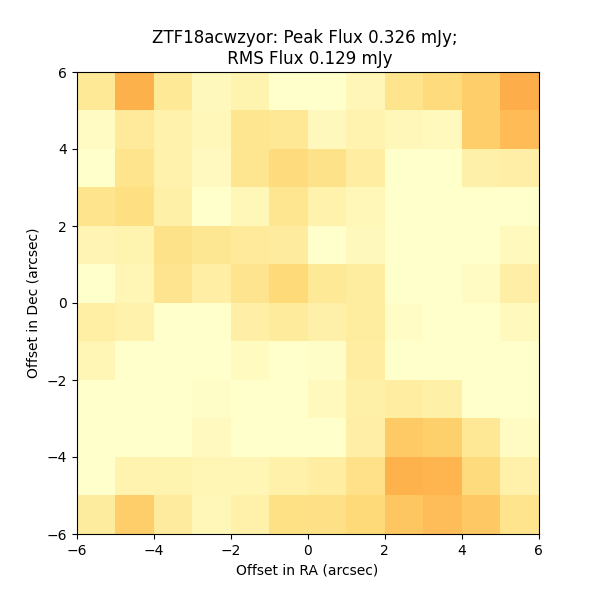 ZTF18acwzyor: Peak Flux 0.326 mJy;
RMS Flux 0.129 mJy
6
4
2
0
−2
−4
−6
Offset in Dec (arcsec)
−6 −4 −2 0 2 4 6
Offset in RA (arcsec)